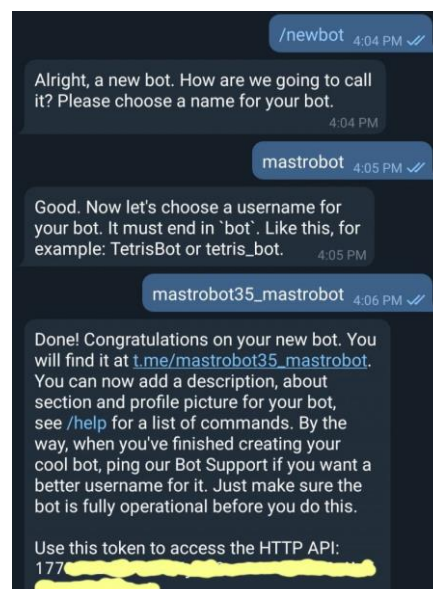 /newbot 4:04 PM
Alright, a new bot. How are we going to call
it? Please choose a name for your bot.
4:04 PM
mastrobot 4:05 PM
Good. Now let's choose a username for
your bot. It must end in `bot`. Like this, for
example: TetrisBot or tetris_bot. 4:05 PM
mastrobot35_mastrobot 4:06 PM
Done! Congratulations on your new bot. You
will find it at t.me/mastrobot35_mastrobot.
You can now add a description, about
section and profile picture for your bot,
see /help for a list of commands. By the
way, when you've finished creating your
cool bot, ping our Bot Support if you want a
better username for it. Just make sure the
bot is fully operational before you do this.
Use this token to access the HTTP API:
177